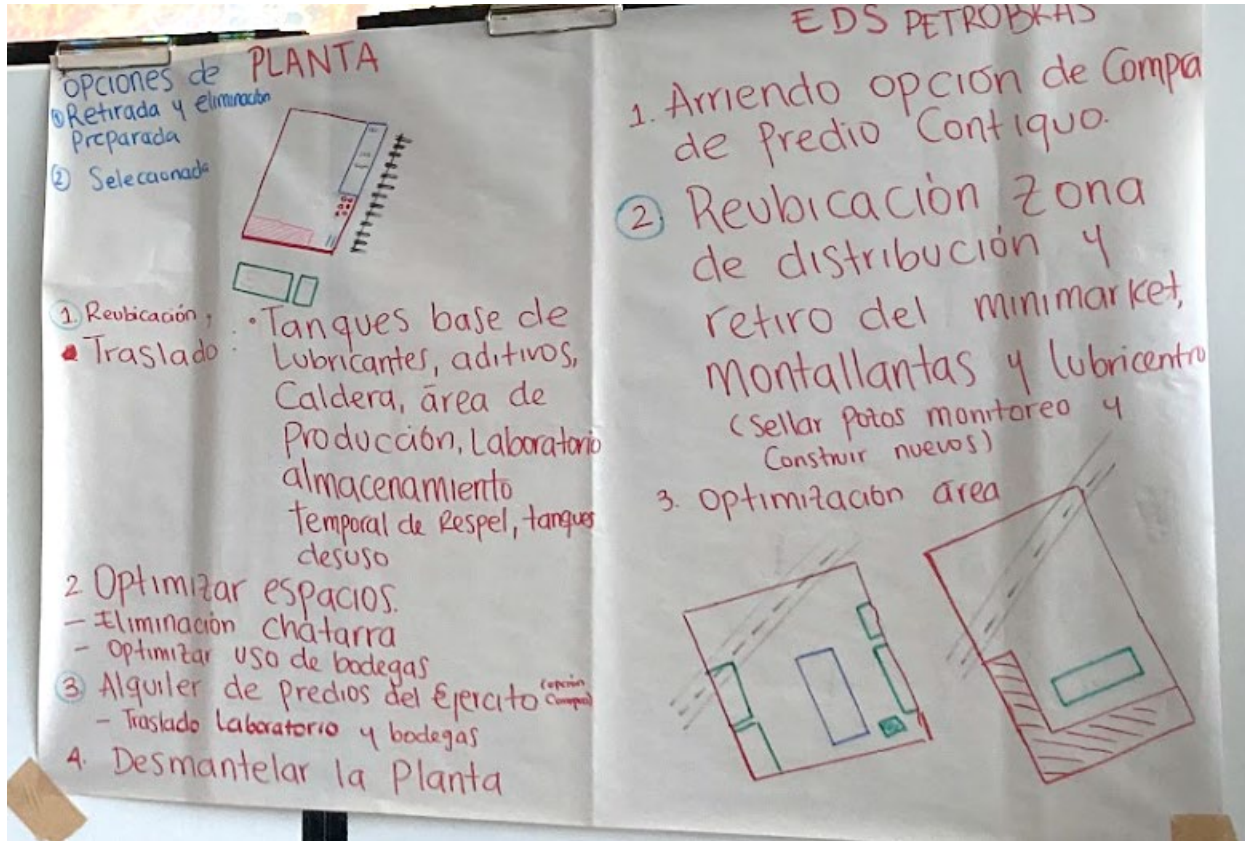 PLANTA
opciones de
① Retirada y eliminación
Preparada
② Seleccionada
1. Reubicación,
Traslado :
• Tanques base de
Lubricantes, aditivos,
Caldera, área de
Producción, Laboratorio
almacenamiento
temporal de Respel, tanques
desuso
2 Optimizar espacios.
- Eliminación chatarra
- Optimizar uso de bodegas
3 Alquiler de predios del Ejercito (opción
compra)
- Traslado Laboratorio y bodegas
4. Desmantelar la Planta
EDS PETROBRAS
1. Arriendo opción de Compra
de Predio Contiguo.
2 Reubicación zona
de distribución y
retiro del minimarket,
montallantas y lubricentro
(Sellar pozos monitoreo y
Construir nuevos)
3. Optimización área